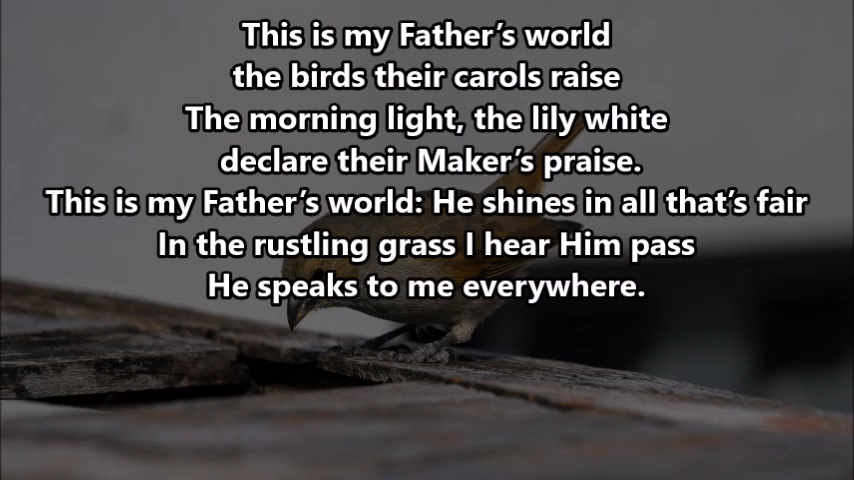 This is my Father’s world
the birds their carols raise
The morning light, the lily white
declare their Maker’s praise.
This is my Father’s world: He shines in all that’s fair
In the rustling grass I hear Him pass
He speaks to me everywhere.